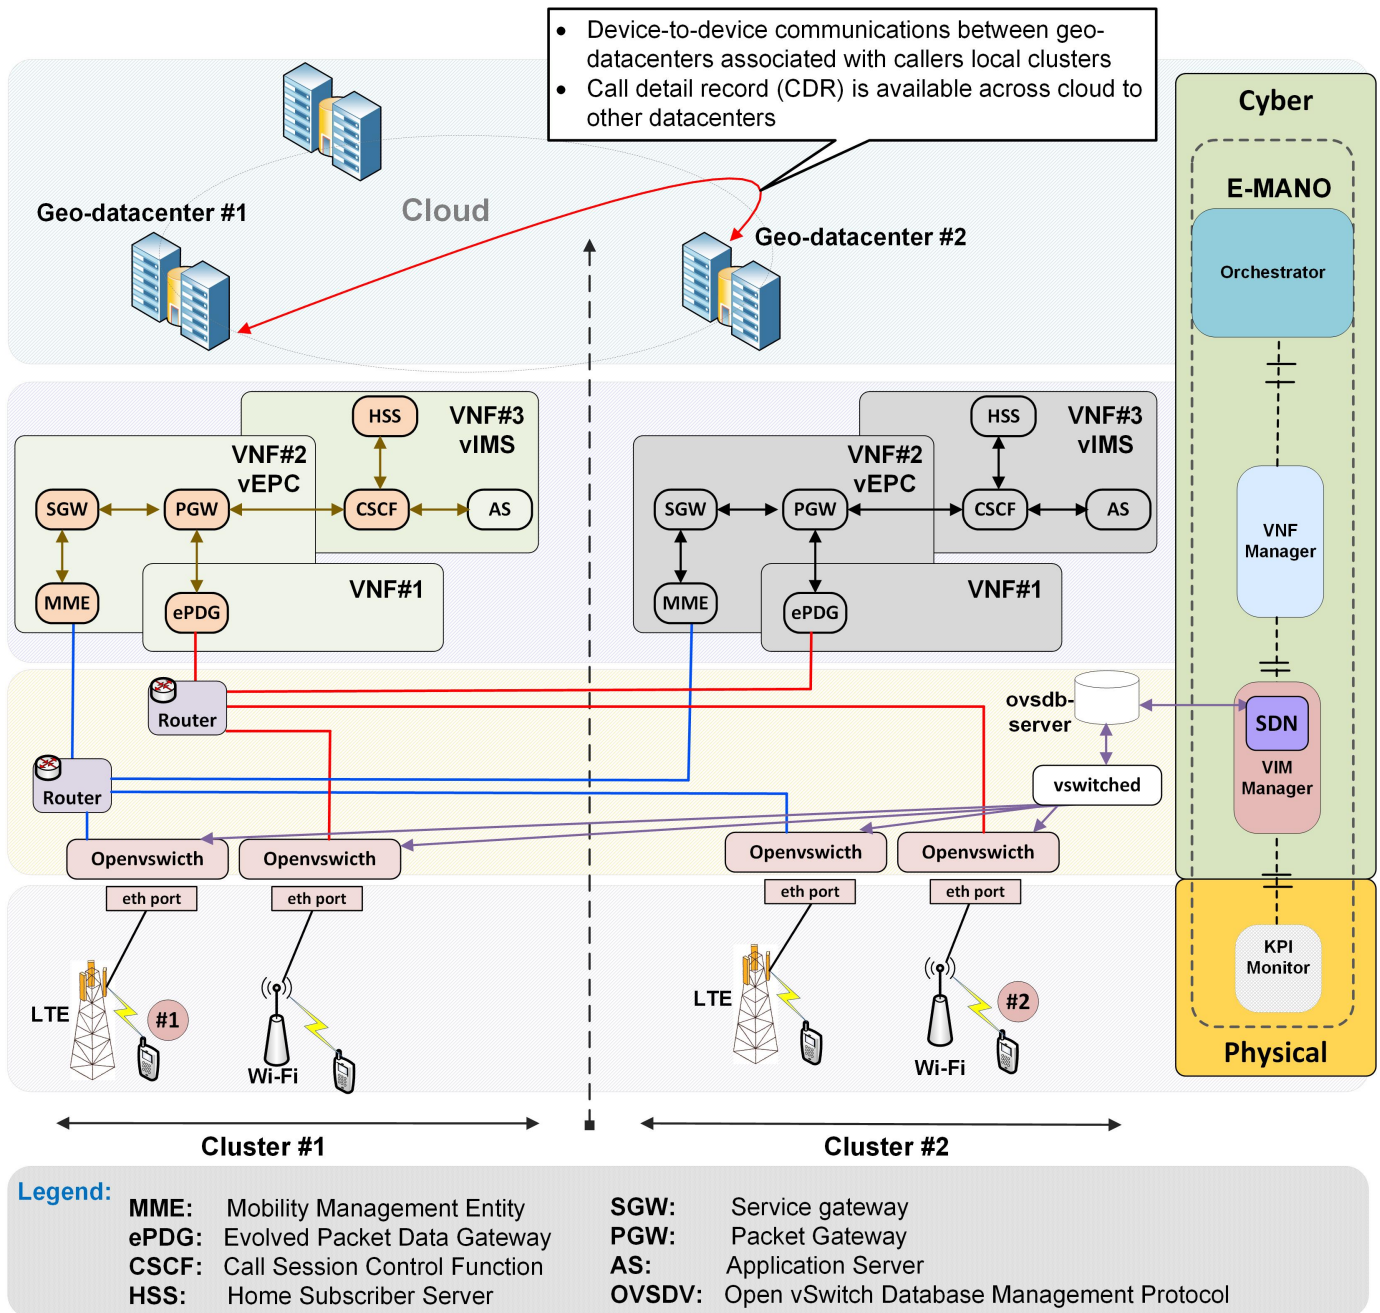 • Device-to-device communications between geo-
datacenters associated with callers local clusters
• Call detail record (CDR) is available across cloud to
other datacenters
Cyber
E-MANO
Geo-datacenter #1
Cloud
Geo-datacenter #2
Orchestrator
HSS
VNF#3
vIMS
VNF#2
vEPC
SGW
PGW
CSCF
AS
VNF#1
MME
ePDG
HSS
VNF#3
vIMS
VNF#2
vEPC
SGW
PGW
CSCF
AS
VNF#1
MME
ePDG
VNF
Manager
Router
Router
ovsdb-
server
vswitched
SDN
VIM
Manager
Openvswicth
Openvswicth
Openvswicth
Openvswicth
eth port
eth port
eth port
eth port
KPI
Monitor
LTE
#1
Wi-Fi
LTE
#2
Wi-Fi
Physical
Cluster #1
Cluster #2
Legend:
MME: Mobility Management Entity
ePDG: Evolved Packet Data Gateway
CSCF: Call Session Control Function
HSS: Home Subscriber Server
SGW: Service gateway
PGW: Packet Gateway
AS: Application Server
OVSDV: Open vSwitch Database Management Protocol